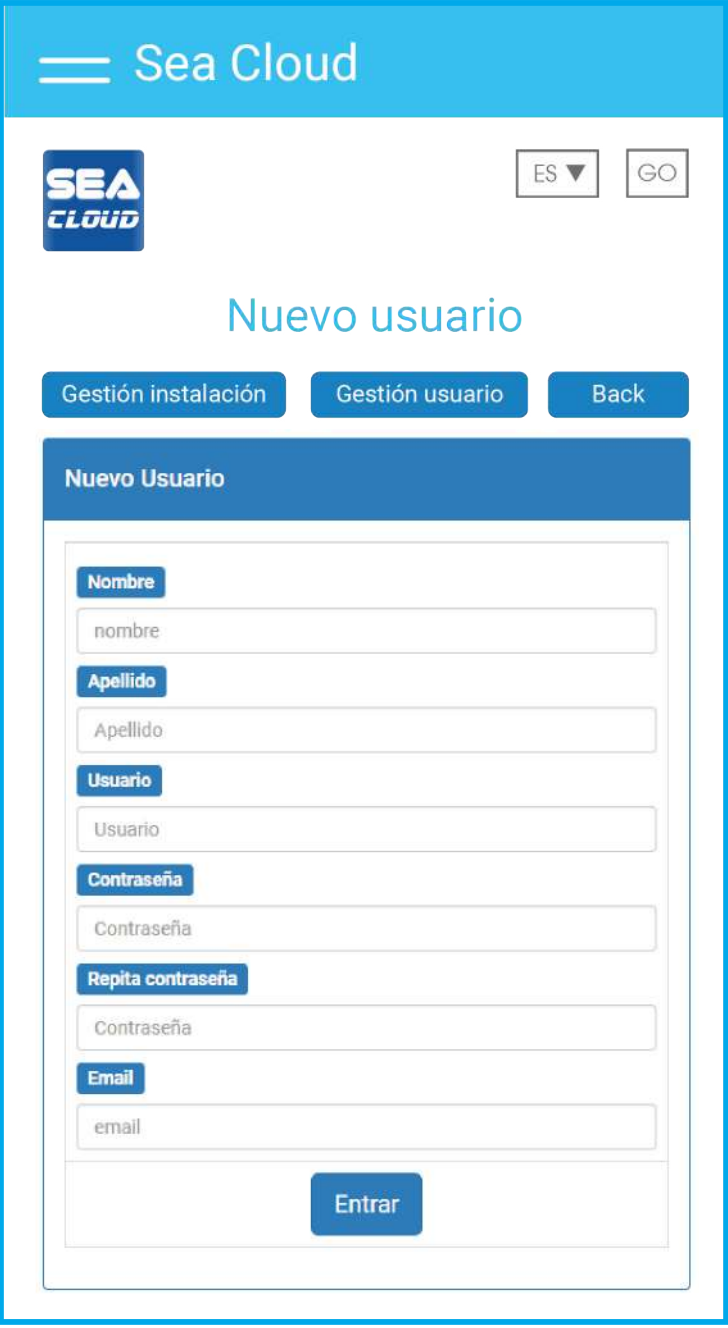 Sea Cloud
SEA
CLOUD
ES ▼ GO
Nuevo usuario
Gestión instalación Gestión usuario Back
Nuevo Usuario
Nombre
nombre
Apellido
Apellido
Usuario
Usuario
Contraseña
Contraseña
Repita contraseña
Contraseña
Email
email
Entrar